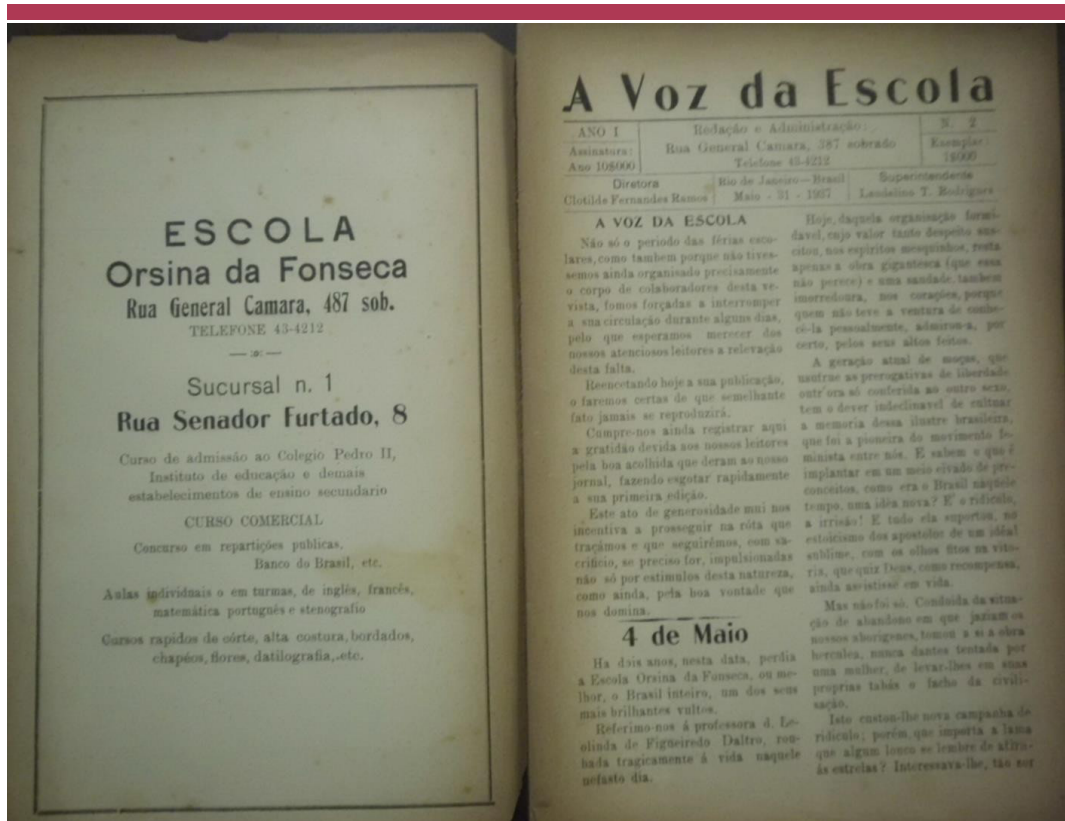 ESCOLA
Orsina da Fonseca
Rua General Camara, 487 sob.
TELEFONE 43-4212
Sucursal n. 1
Rua Senador Furtado, 8
Curso de admissão ao Colegio Pedro II,
Instituto de educação e demais
estabelecimentos de ensino secundario
CURSO COMERCIAL
Concurso em repartições publicas,
Banco do Brasil, etc.
Aulas individuais o em turmas, de inglês, francês,
matemática português e stenografio
Cursos rapidos de córte, alta costura, bordados,
chapéos, flores, datilografia,.etc.
A Voz da Escola
ANO I
Assinatura:
Ano 10$000
Redação e Administração:
Rua General Camara, 387 sobrado
Telefone 43-4212
N. 2
Exemplar:
1$000
Diretora
Clotilde Fernandes Ramos
Rio de Janeiro—Brasil
Maio - 31 - 1937
Superintendente
Laudelino T. Rodrigues
A VOZ DA ESCOLA
Não só o periodo das férias esco-
lares, como tambem porque não tives-
semos ainda organisado precisamente
o corpo de colaboradores desta re-
vista, fomos forçadas a interromper
a sua circulação durante alguns dias,
pelo que esperamos merecer dos
nossos atenciosos leitores a relevação
desta falta.
Reencetando hoje a sua publicação,
o faremos certas de que semelhante
fato jamais se reproduzirá.
Cumpre-nos ainda registrar aqui
a gratidão devida aos nossos leitores
pela boa acolhida que deram ao nosso
jornal, fazendo esgotar rapidamente
a sua primeira edição.
Este ato de generosidade mui nos
incentiva a prosseguir na róta que
traçámos e que seguirêmos, com sa-
crificio, se preciso for, impulsionadas
não só por estimulos desta natureza,
como ainda, pela boa vontade que
nos domina.
4 de Maio
Ha dois anos, nesta data, perdia
a Escola Orsina da Fonseca, ou me-
lhor, o Brasil inteiro, um dos seus
mais brilhantes vultos.
Referimo-nos á professora d. Le-
olinda de Figueiredo Daltro, rou-
bada tragicamente á vida naquele
nefasto dia.
Hoje, daquela organisação formi-
davel, cujo valor tanto despeito sus-
citou, nos espiritos mesquinhos, resta
apenas a obra gigantesca (que essa
não perece) e uma saudade tambem
imorredoura, nos corações, porque
quem não teve a ventura de conhe-
cê-la pessoalmente, admirou-a, por
certo, pelos seus altos feitos.
A geração atual de moças, que
usufrue as prerogativas de liberdade
outr'ora só conferida ao outro sexo,
tem o dever indeclinavel de cultuar
a memoria dessa ilustre brasileira,
que foi a pioneira do movimento fe-
minista entre nós. E sabem o que é
implantar em um meio eivado de pre-
conceitos, como era o Brasil naquele
tempo, uma idéa nova? E' o ridiculo,
a irrisão! E tudo ela suportou, no
estoicismo dos apostolos de um idéal
sublime, com os olhos fitos na vito-
ria, que quiz Deus, como recompensa,
ainda assistisse em vida.
Mas não foi só. Condoida da situa-
ção de abandono em que jaziam os
nossos aborigenes, tomou a si a obra
herculea, nunca dantes tentada por
uma mulher, de levar-lhes em suas
proprias tabás o facho da civili-
sação.
Isto custou-lhe nova campanha de
ridiculo; porém, que importa a lama
que algum louco se lembre de atira-
ás estrelas? Interessava-lhe, tão sor